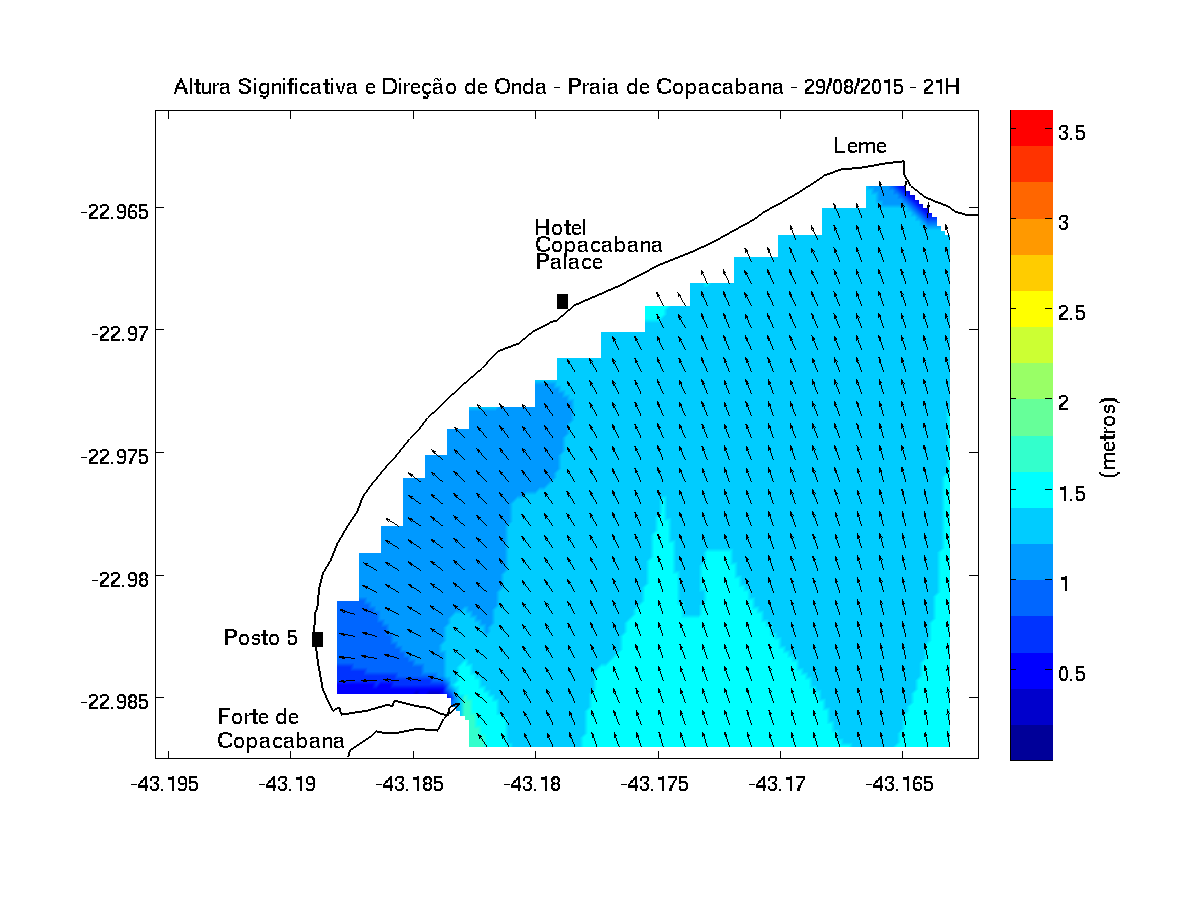 Altura Significativa e Direção de Onda - Praia de Copacabana - 29/08/2015 - 21H
Leme
3.5
-22.965
Hotel
Copacabana
Palace
3
-22.97
2.5
2
(metros)
-22.975
1.5
-22.98
1
Posto 5
0.5
-22.985
Forte de
Copacabana
-43.195
-43.19
-43.185
-43.18
-43.175
-43.17
-43.165